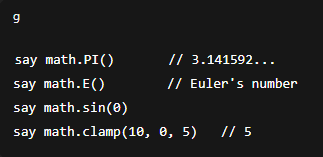 g
say math.PI()       // 3.141592...
say math.E()        // Euler's number
say math.sin(0)
say math.clamp(10, 0, 5)   // 5